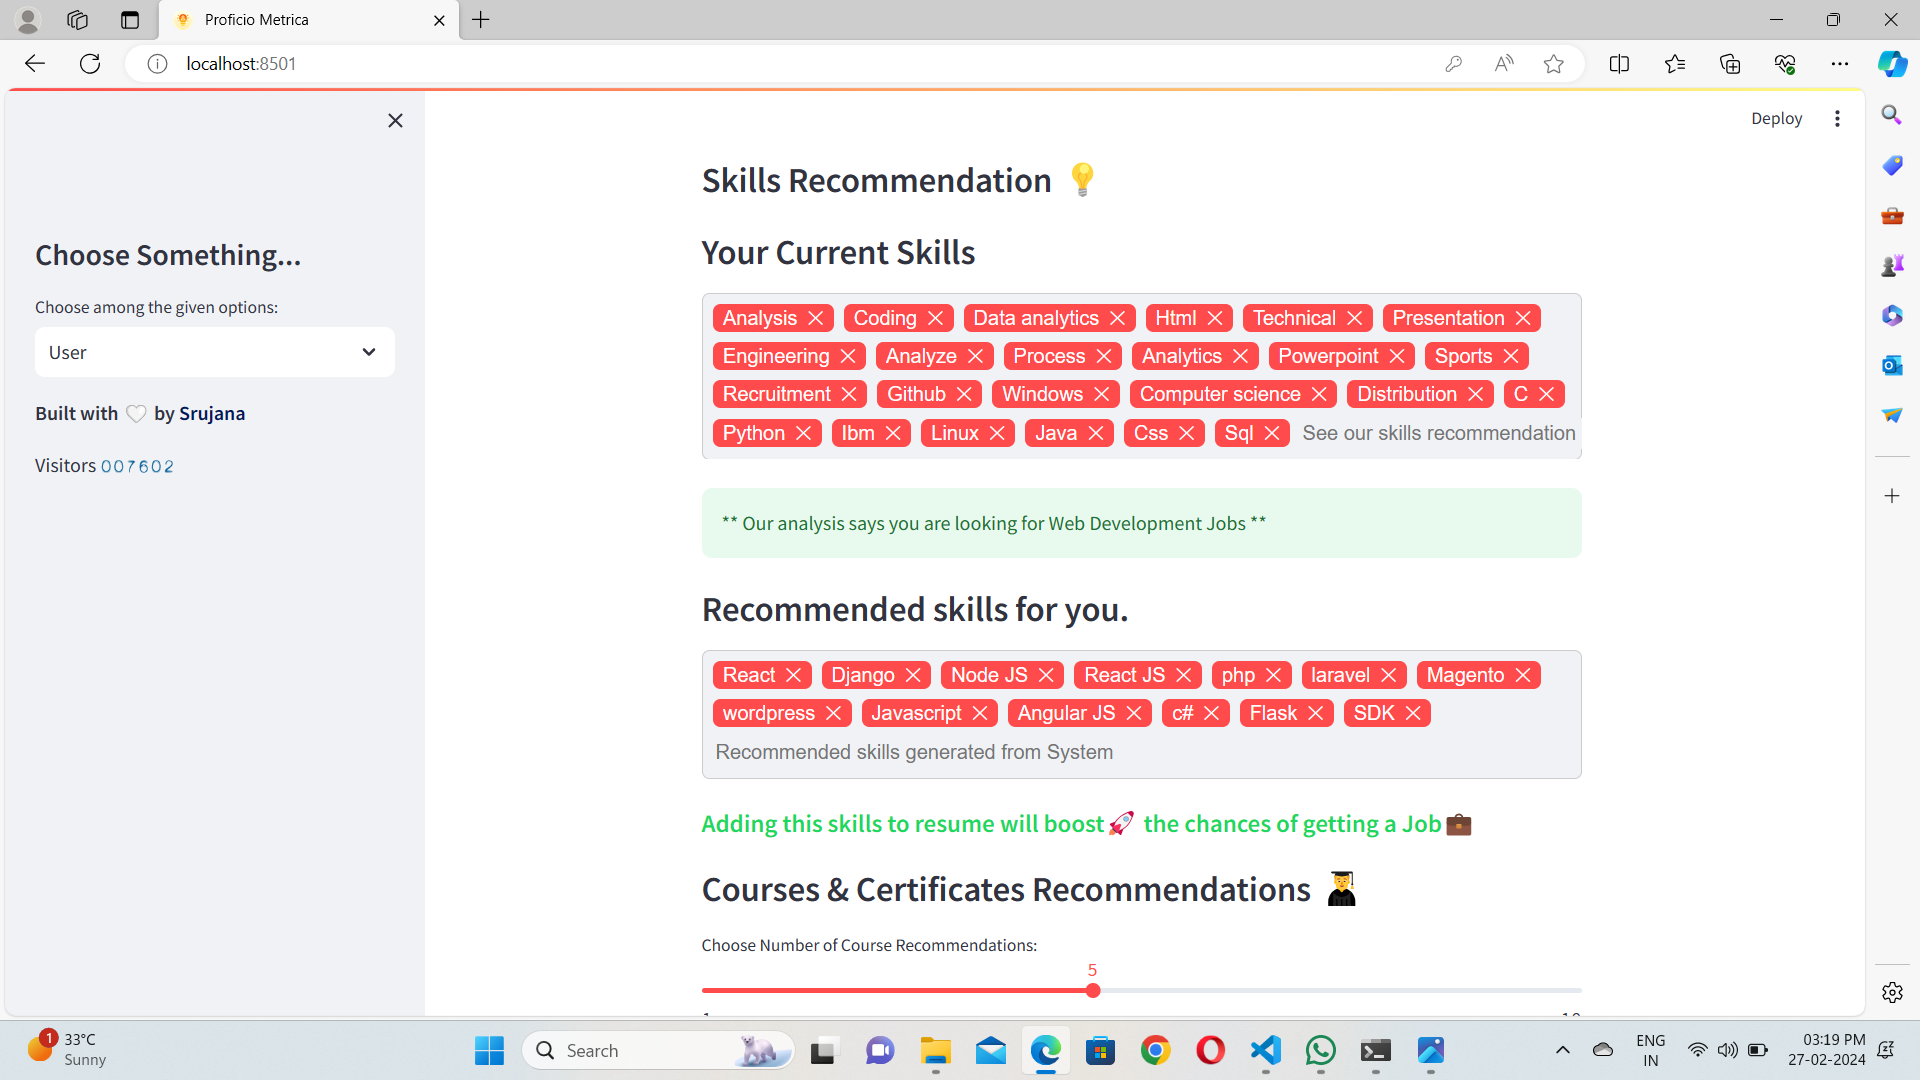 Proficio Metrica
localhost:8501
Deploy
Choose Something...
Choose among the given options:
User
Built with by Srujana
Visitors 007602
Skills Recommendation
Your Current Skills
Analysis Coding Data analytics Html Technical Presentation
Engineering Analyze Process Analytics Powerpoint Sports
Recruitment Github Windows Computer science Distribution C
Python Ibm Linux Java Css Sql See our skills recommendation
** Our analysis says you are looking for Web Development Jobs **
Recommended skills for you.
React Django Node JS React JS php laravel Magento
wordpress Javascript Angular JS c# Flask SDK
Recommended skills generated from System
Adding this skills to resume will boost the chances of getting a Job
Courses & Certificates Recommendations
Choose Number of Course Recommendations:
5
1 33°C
Sunny
Search
ENG
IN
03:19 PM
27-02-2024